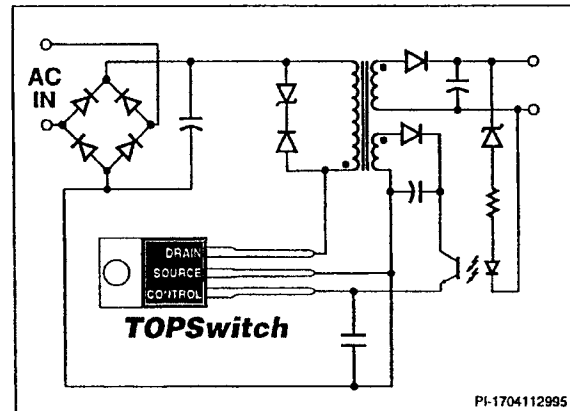 AC
IN
DRAIN
SOURCE
CONTROL
TOPSwitch
PI-1704112995